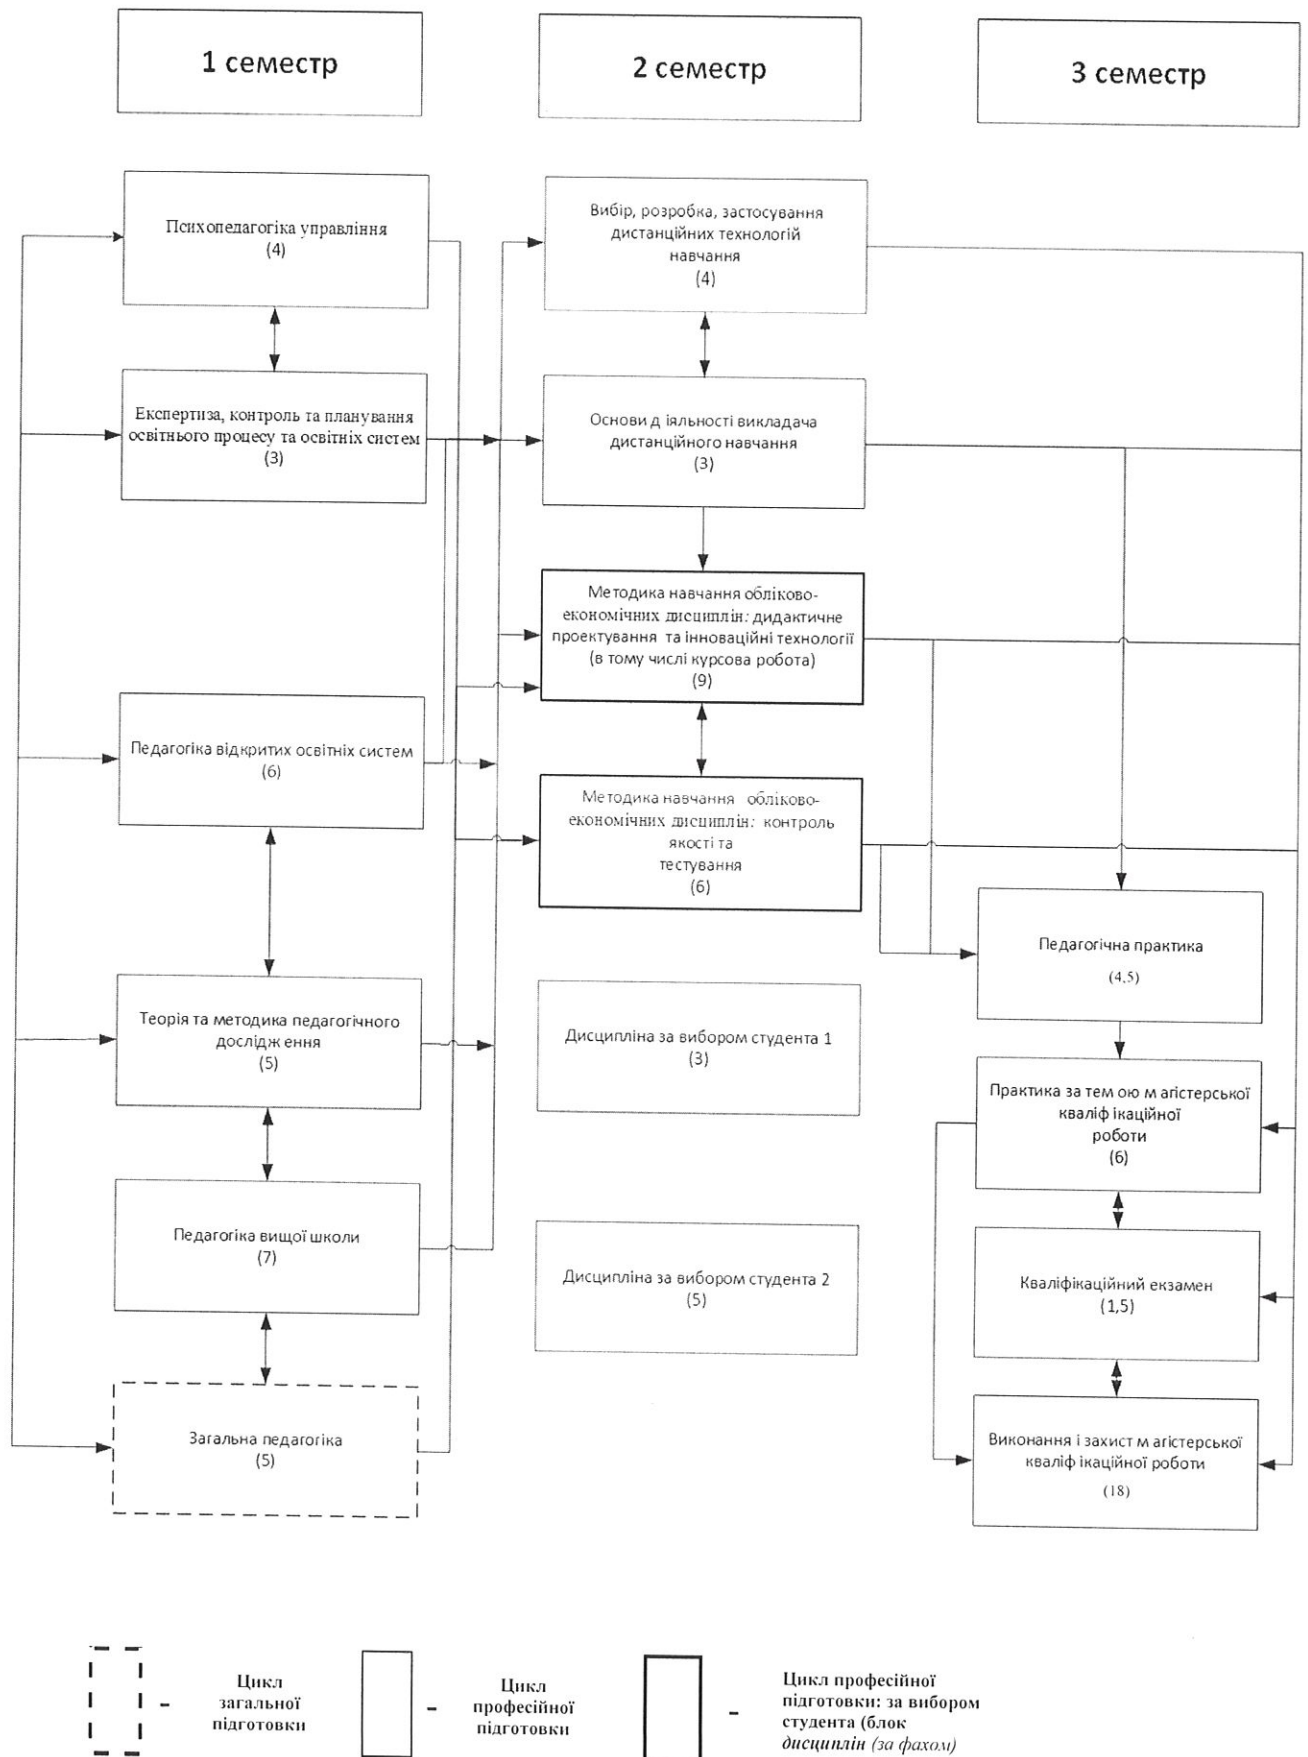 1 семестр
2 семестр
3 семестр
Психопедагогіка управління
(4)
Експертиза, контроль та планування
освітнього процесу та освітніх систем
(3)
Педагогіка відкритих освітніх систем
(6)
Теорія та методика педагогічного
дослідж ення
(5)
Педагогіка вищої школи
(7)
Загальна педагогіка
(5)
Вибір, розробка, застосування
дистанційних технологій
навчання
(4)
Основи д іяльності викладача
дистанційного навчання
(3)
Методика навчання обліково-
економічних дисциплін: дидактичне
проектування та інноваційні технології
(в тому числі курсова робота)
(9)
Методика навчання обліково-
економічних дисциплін: контроль
якості та
тестування
(6)
Дисципліна за вибором студента 1
(3)
Дисципліна за вибором студента 2
(5)
Педагогічна практика
(4,5)
Практика за тем ою м агістерської
кваліф ікаційної
роботи
(6)
Кваліфікаційний екзамен
(1,5)
Виконання і захист м агістерської
кваліф ікаційної роботи
(18)
- Цикл
загальної
підготовки
- Цикл
професійної
підготовки
- Цикл професійної
підготовки: за вибором
студента (блок
дисциплін (за фахом)